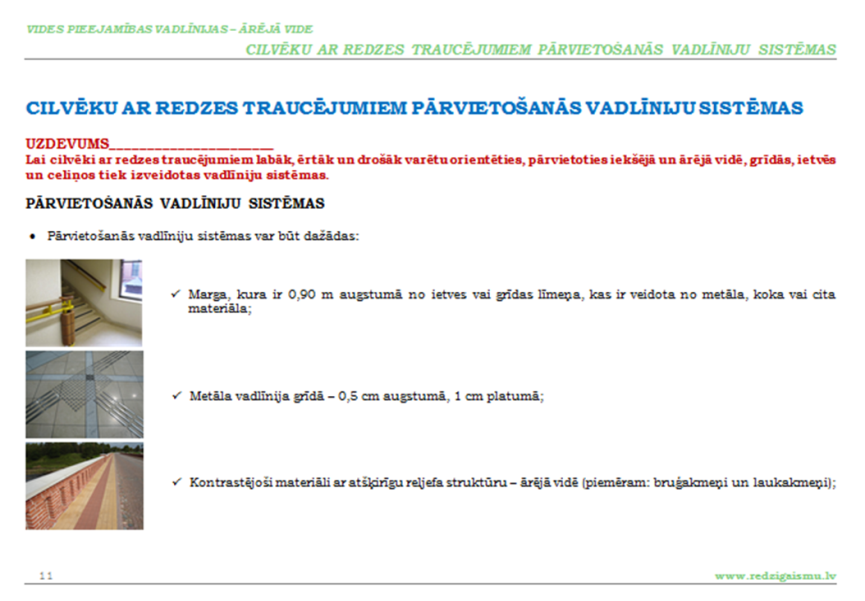 VIDES PIEEJAMĪBAS VADLĪNIJAS – ĀRĒJĀ VIDE
CILVĒKU AR REDZES TRAUCĒJUMIEM PĀRVIETOŠANĀS VADLĪNIJU SISTĒMAS
CILVĒKU AR REDZES TRAUCĒJUMIEM PĀRVIETOŠANĀS VADLĪNIJU SISTĒMAS
UZDEVUMS______________________
Lai cilvēki ar redzes traucējumiem labāk, ērtāk un drošāk varētu orientēties, pārvietoties iekšējā un ārējā vidē, grīdās, ietvēs
un celiņos tiek izveidotas vadlīniju sistēmas.
PĀRVIETOŠANĀS VADLĪNIJU SISTĒMAS
• Pārvietošanās vadlīniju sistēmas var būt dažādas:
✓ Marga, kura ir 0,90 m augstumā no ietves vai grīdas līmeņa, kas ir veidota no metāla, koka vai cita
materiāla;
✓ Metāla vadlīnija grīdā – 0,5 cm augstumā, 1 cm platumā;
✓ Kontrastējoši materiāli ar atšķirīgu reljefa struktūru – ārējā vidē (piemēram: bruģakmeņi un laukakmeņi);
11
www.redzigaismu.lv